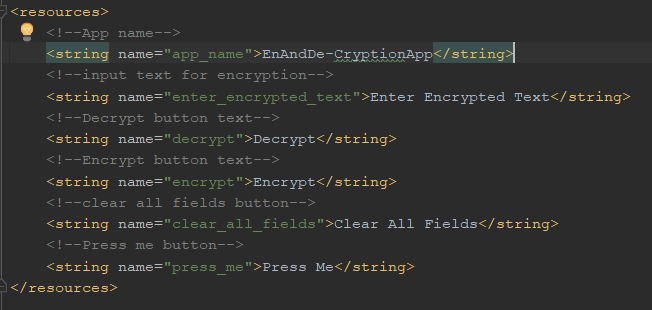 <resources>
<!--App name-->
<string name="app_name">EnAndDe-CryptionApp</string>
<!--input text for encryption-->
<string name="enter_encrypted_text">Enter Encrypted Text</string>
<!--Decrypt button text-->
<string name="decrypt">Decrypt</string>
<!--Encrypt button text-->
<string name="encrypt">Encrypt</string>
<!--clear all fields button-->
<string name="clear_all_fields">Clear All Fields</string>
<!--Press me button-->
<string name="press_me">Press Me</string>
</resources>